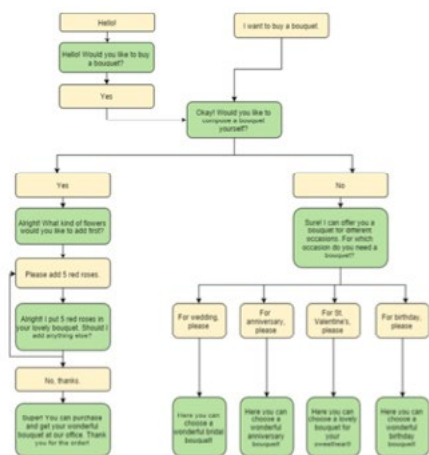 Hello!
I want to buy a bouquet.
Hello! Would you like to buy
a bouquet?
Yes
Okay! Would you like to
compose a bouquet
yourself?
Yes
No
Alright! What kind of flowers
would you like to add first?
Sure! I can offer you a
bouquet for different
occasions. For which
occasion do you need a
bouquet?
Please add 5 red roses.
Alright! I put 5 red roses in
your lovely bouquet. Should I
add anything else?
For wedding,
please
For
anniversary,
please
For St.
Valentine's,
please
For birthday,
please
No, thanks.
Super! You can purchase
and get your wonderful
bouquet at our office. Thank
you for the order!
Here you can
choose a
wonderful bridal
bouquet!
Here you can
choose a
wonderful
anniversary
bouquet!
Here you can
choose a lovely
bouquet for
your
sweetheart!
Here you can
choose a
wonderful
birthday
bouquet!